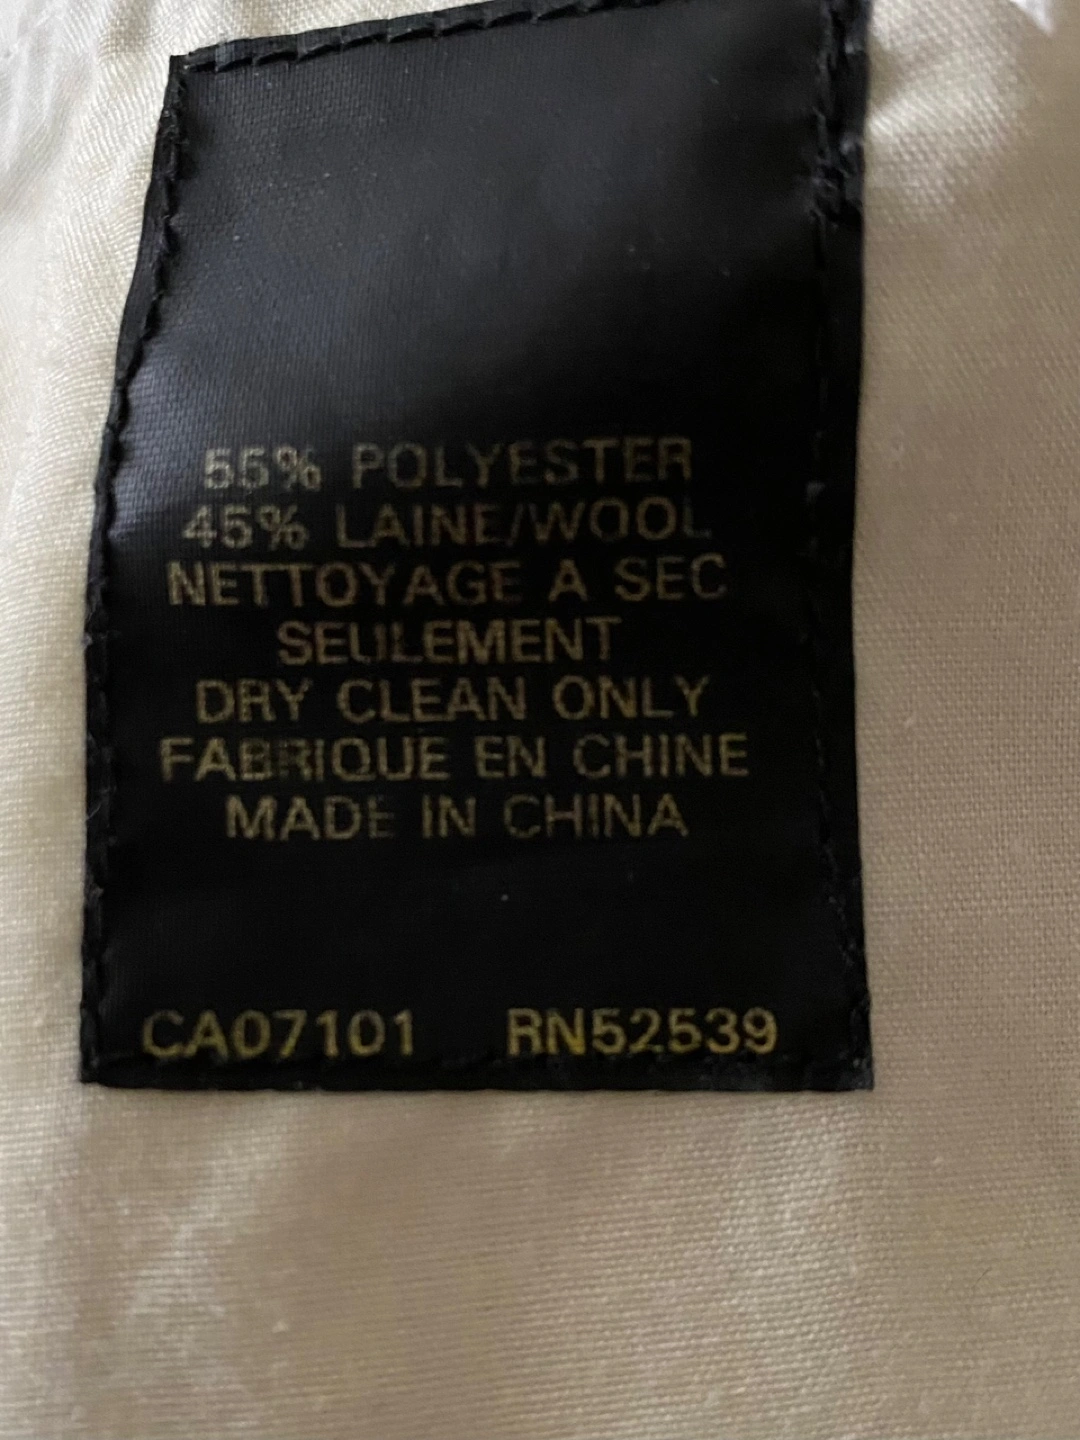 55% POLYESTER
45% LAINE/WOOL
NETTOYAGE A SEC
SEULEMENT
DRY CLEAN ONLY
FABRIQUE EN CHINE
MADE IN CHINA
CA07101 RN52539